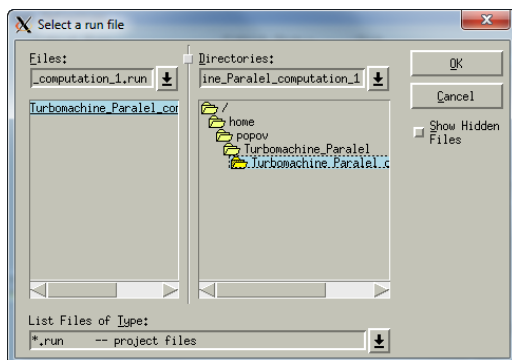 Select a run file
Files:
_computation_1.run
Turbomachine_Paralel_com
Directories:
ine_Paralel_computation_1
/
home
popov
Turbomachine_Paralel
Turbomachine_Paralel_c
OK
Cancel
Show Hidden
Files
List Files of Type:
*.run -- project files